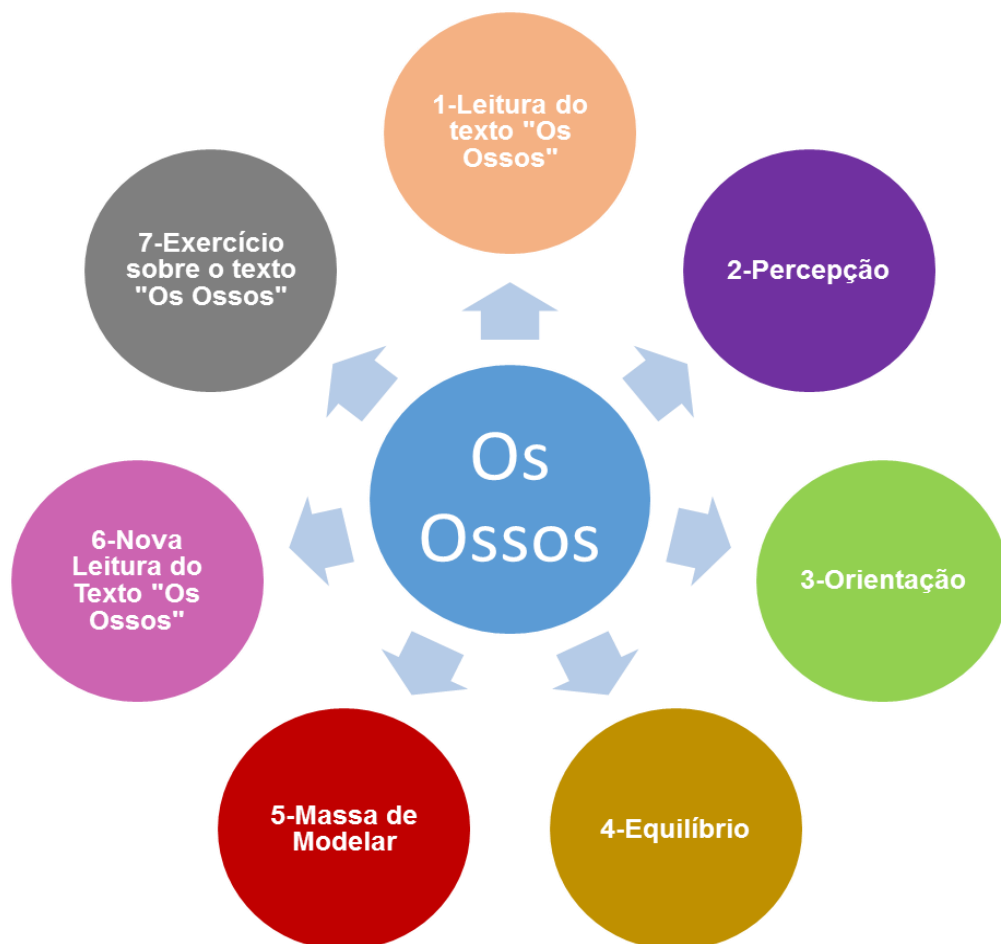 1-Leitura do
texto "Os
Ossos"
2-Percepção
3-Orientação
4-Equilíbrio
5-Massa de
Modelar
6-Nova
Leitura do
Texto "Os
Ossos"
7-Exercício
sobre o texto
"Os Ossos"
Os
Ossos